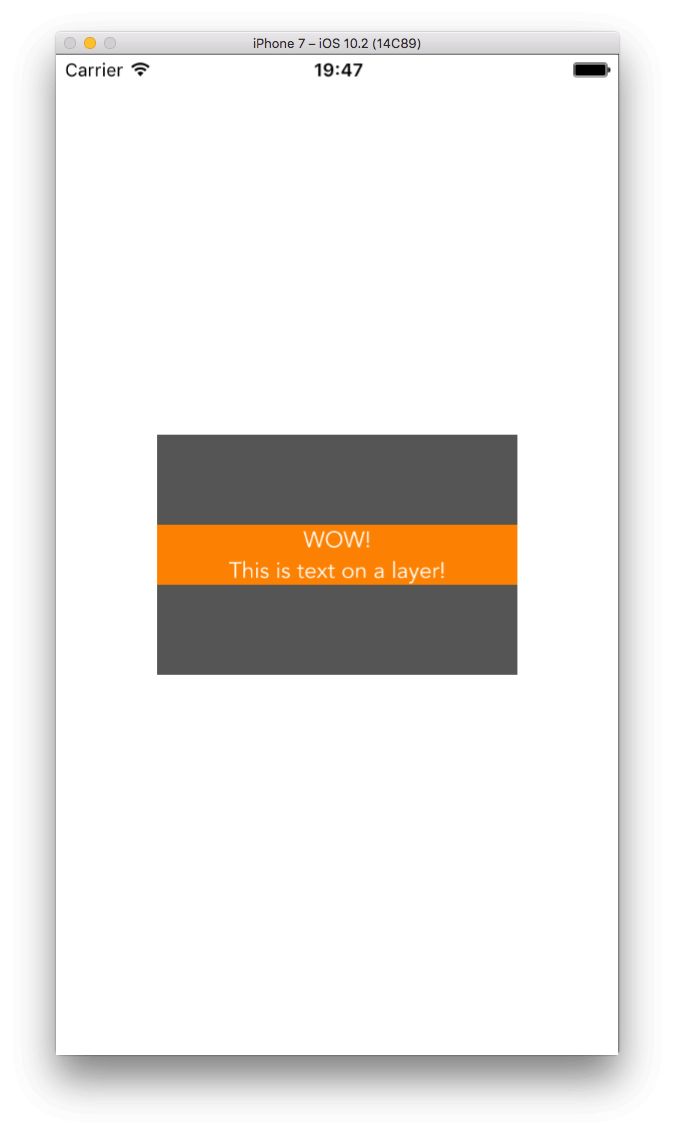 iPhone 7 – iOS 10.2 (14C89)
Carrier 19:47
WOW!
This is text on a layer!